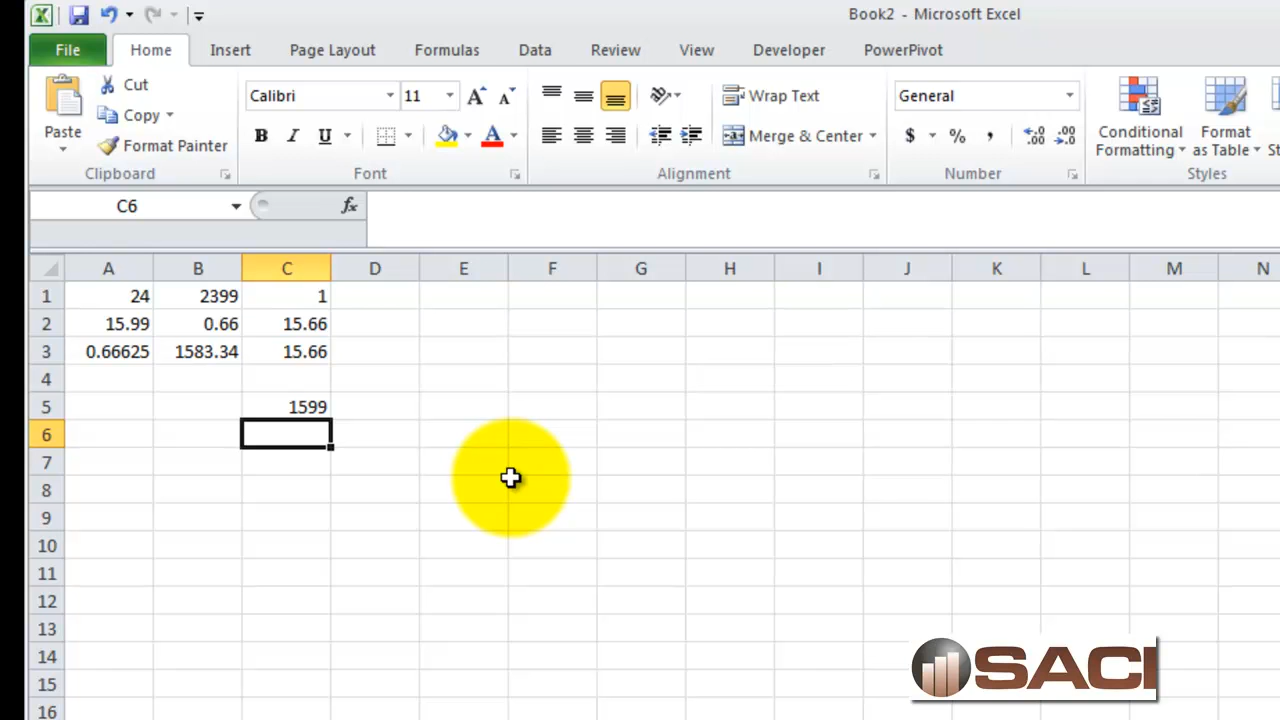 Book2 - Microsoft Excel
File Home Insert Page Layout Formulas Data Review View Developer PowerPivot
Cut Calibri 11 Wrap Text General
Copy
Paste Format Painter B I U Merge & Center $ % , .00 .00 Conditional Formatting Format as Table
Clipboard Font Alignment Number Styles
C6 fx
A B C D E F G H I J K L M N
1 24 2399 1
2 15.99 0.66 15.66
3 0.66625 1583.34 15.66
4
5 1599
6
7
8
9
10
11
12
13
14
15
16
SACI